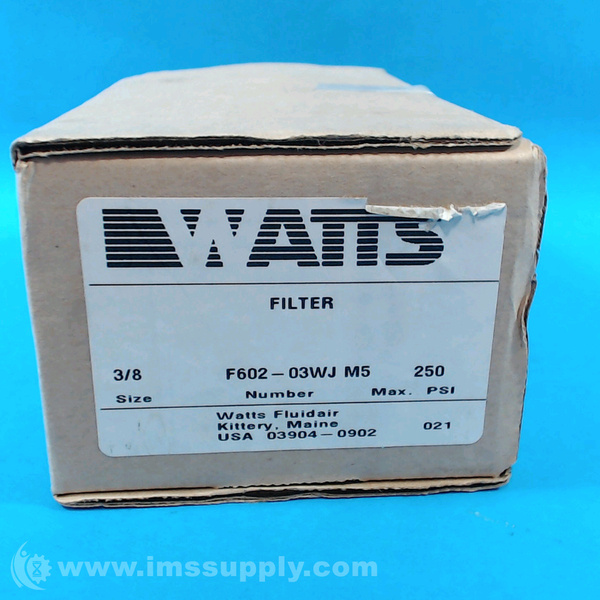 WATTS
FILTER
3/8 F602-03WJ M5 250
Size Number Max. PSI
Watts Fluidair
Kittery, Maine 021
USA 03904-0902
www.imssupply.com